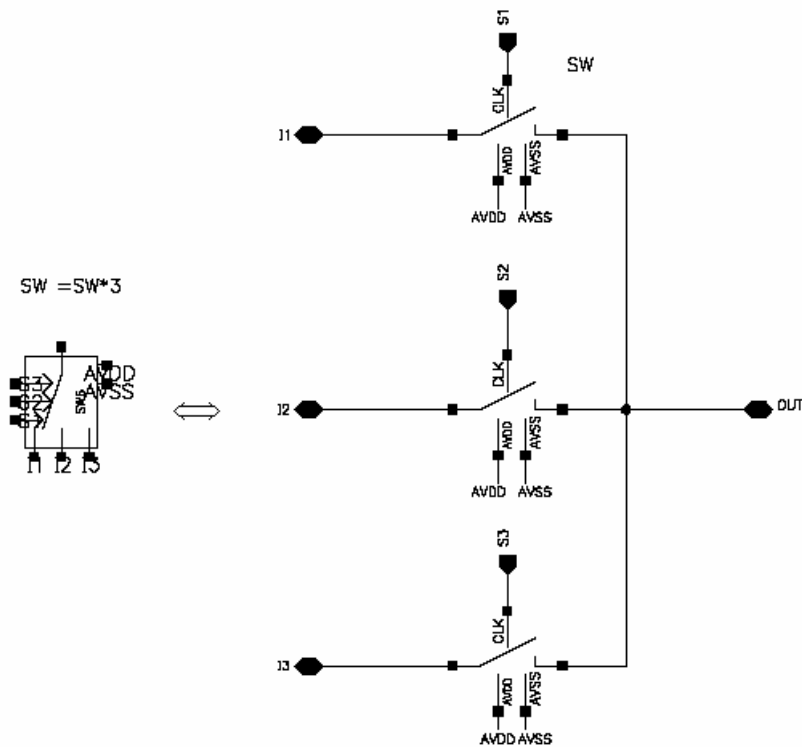 S1
SW
CLK
I1
AVDD AVSS
AVDD AVSS
SW =SW*3
S2
CLK
AVDD
AVSS
I2
OUT
AVDD AVSS
AVDD AVSS
I1 I2 I3
S3
CLK
I3
AVDD AVSS
AVDD AVSS